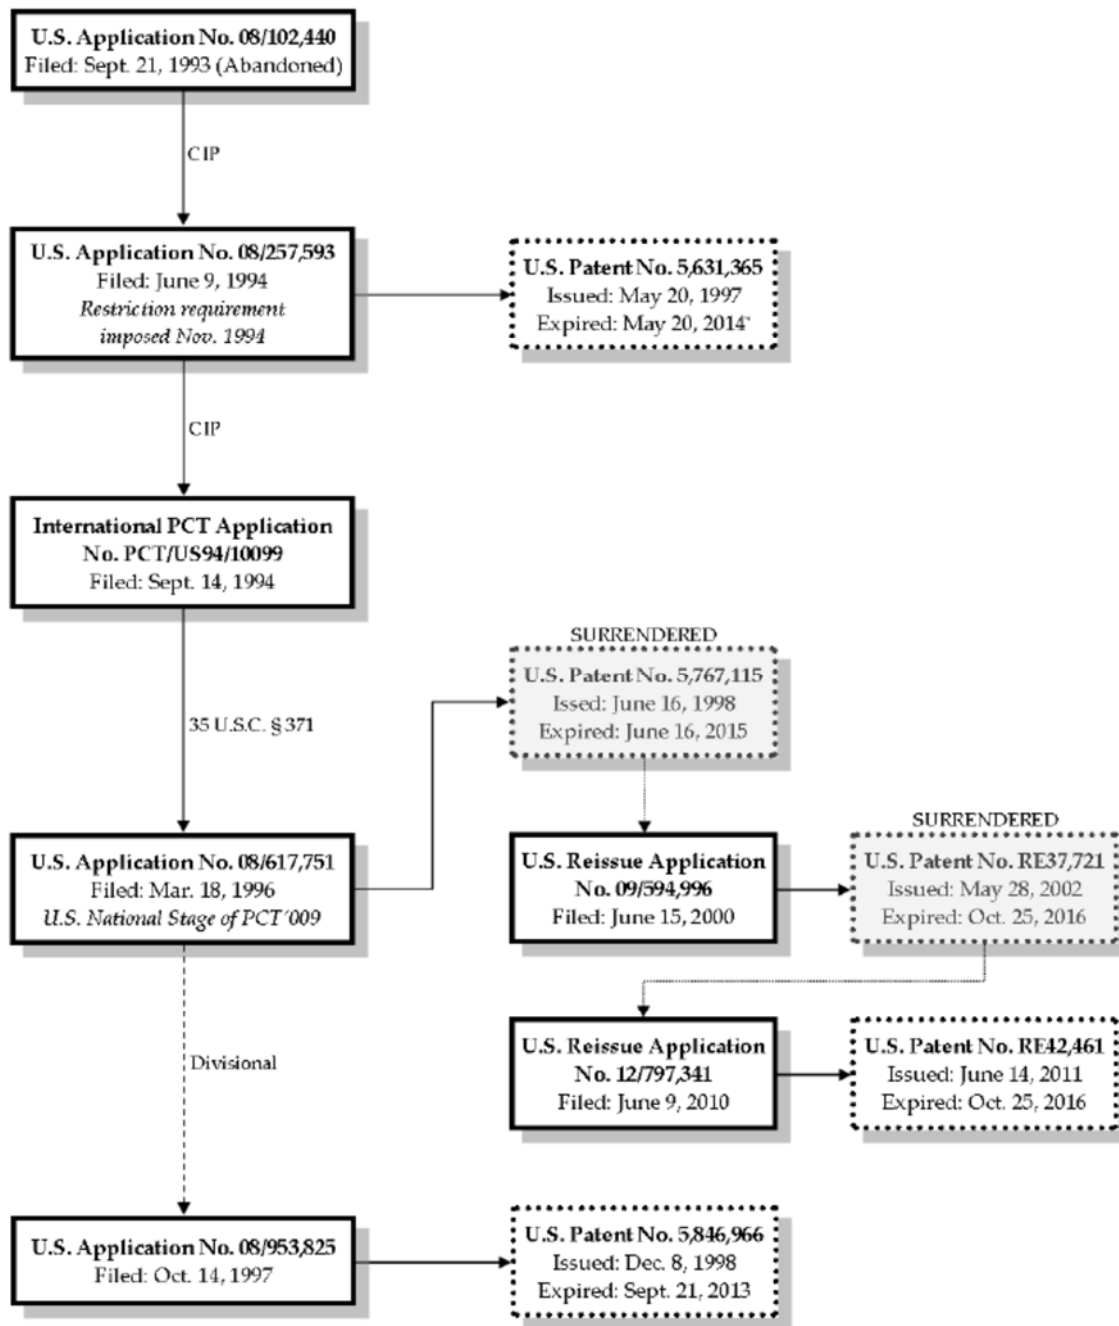 U.S. Application No. 08/102,440
Filed: Sept. 21, 1993 (Abandoned)
CIP
U.S. Application No. 08/257,593
Filed: June 9, 1994
Restriction requirement
imposed Nov. 1994
U.S. Patent No. 5,631,365
Issued: May 20, 1997
Expired: May 20, 2014*
CIP
International PCT Application
No. PCT/US94/10099
Filed: Sept. 14, 1994
35 U.S.C. § 371
SURRENDERED
U.S. Patent No. 5,767,115
Issed: June 16, 1998
Expired: June 16, 2015
U.S. Application No. 08/617,751
Filed: Mar. 18, 1996
U.S. National Stage of PCT '009
U.S. Reissue Application
No. 09/594,996
Filed: June 15, 2000
SURRENDERED
U.S. Patent No. RE37,721
Issued: May 28, 2002
Expired: Oct. 25, 2016
Divisional
U.S. Reissue Application
No. 12/797,341
Filed: June 9, 2010
U.S. Patent No. RE42,461
Issued: June 14, 2011
Expired: Oct. 25, 2016
U.S. Application No. 08/953,825
Filed: Oct. 14, 1997
U.S. Patent No. 5,846,966
Issued: Dec. 8, 1998
Expired: Sept. 21, 2013